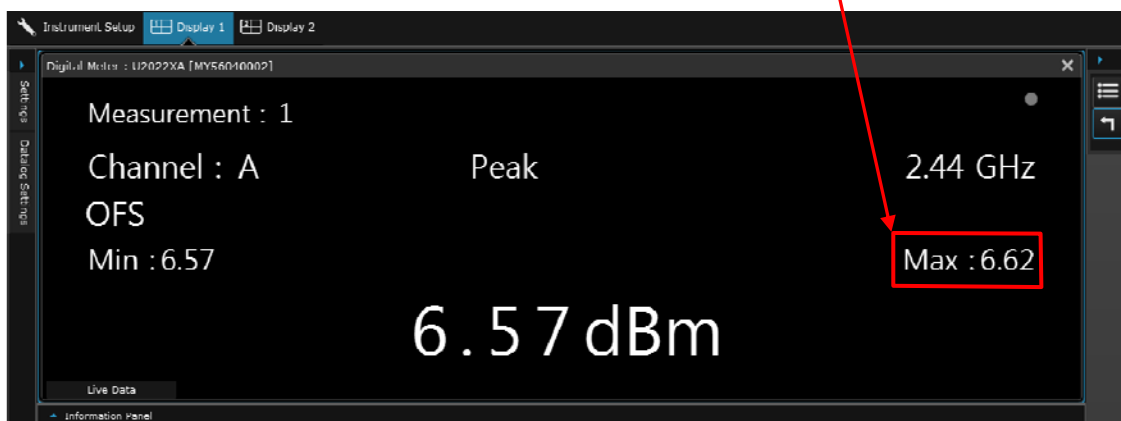 Instrument Setup Display 1 Display 2
Digital Meter : U2022XA [MY56040002]
Settings
Datalog Settings
Measurement : 1
Channel : A Peak 2.44 GHz
OFS
Min : 6.57 Max : 6.62
6.57 dBm
Live Data
Information Panel